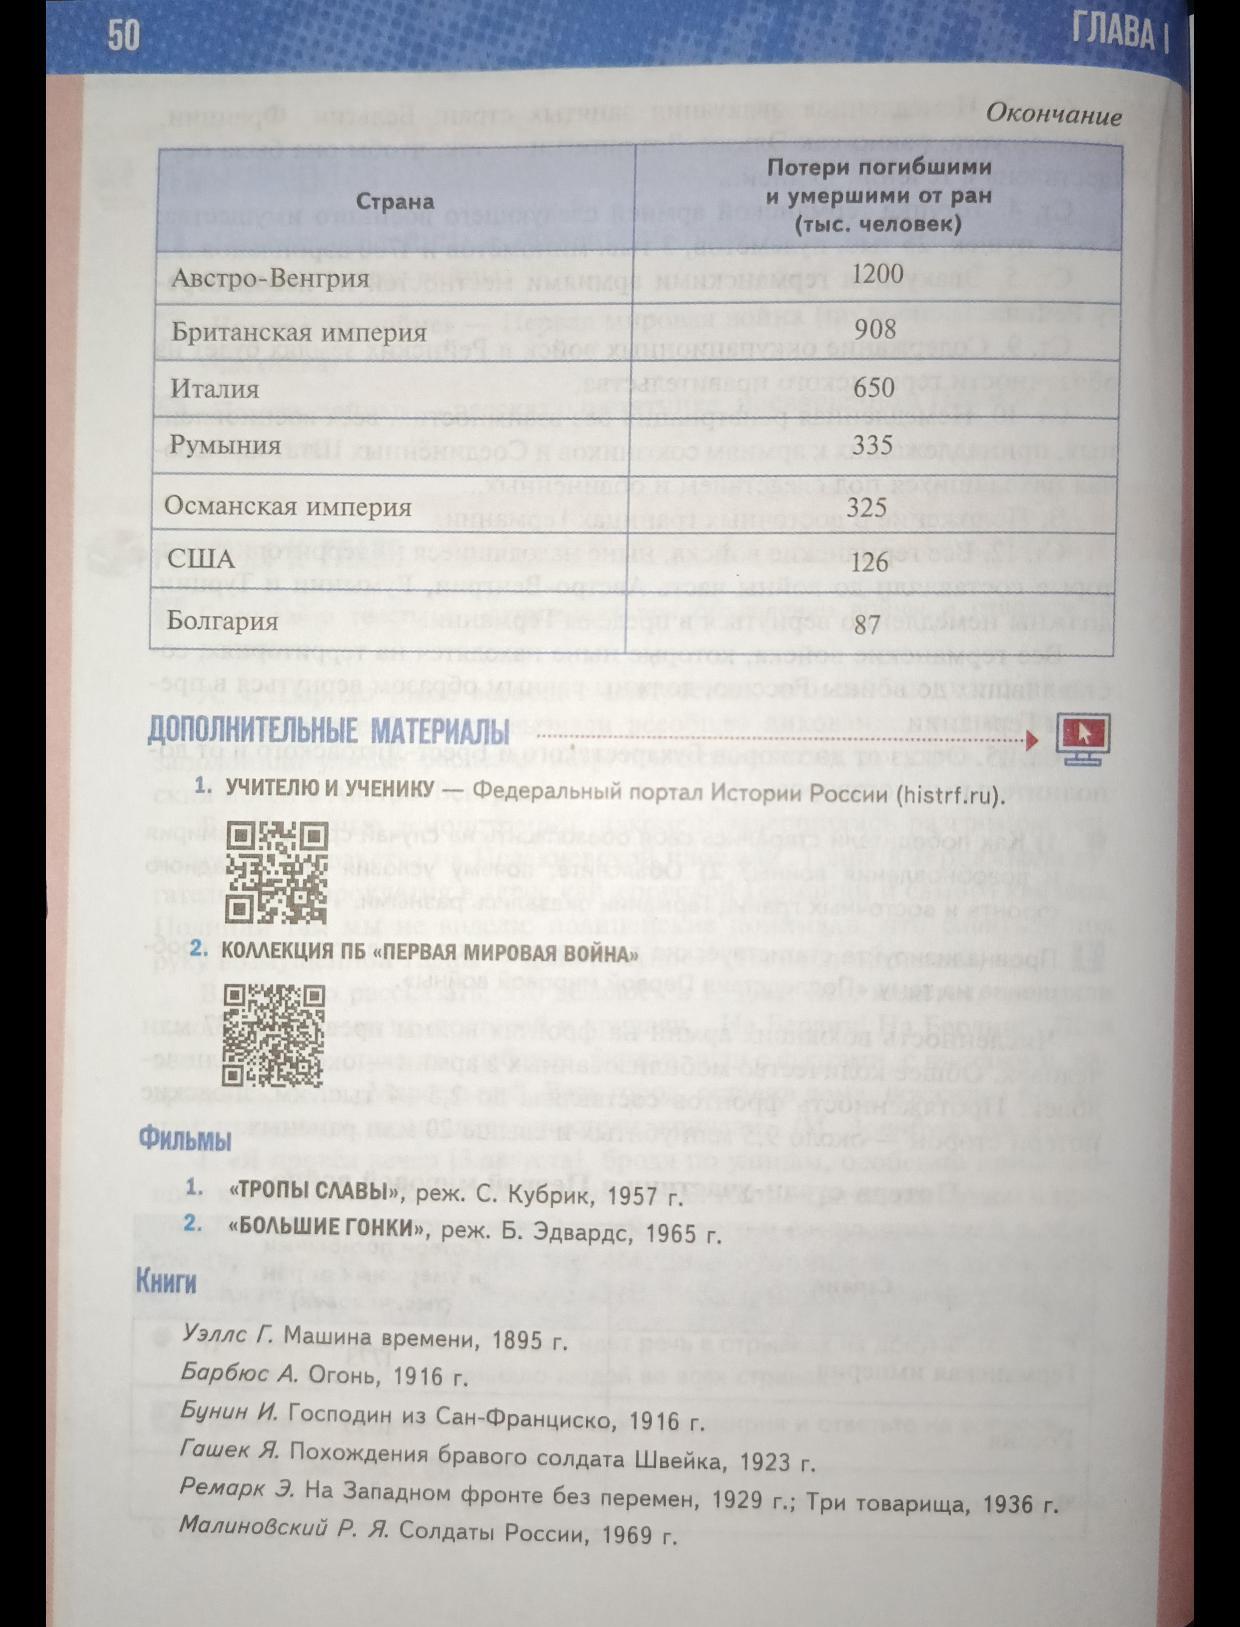 50
ГЛАВА I
Окончание
Страна
Потери погибшими
и умершими от ран
(тыс. человек)
Австро-Венгрия 1200
Британская империя 908
Италия 650
Румыния 335
Османская империя 325
США 126
Болгария 87
ДОПОЛНИТЕЛЬНЫЕ МАТЕРИАЛЫ
1. УЧИТЕЛЮ И УЧЕНИКУ — Федеральный портал Истории России (histrf.ru).
2. КОЛЛЕКЦИЯ ПБ «ПЕРВАЯ МИРОВАЯ ВОЙНА»
Фильмы
1. «ТРОПЫ СЛАВЫ», реж. С. Кубрик, 1957 г.
2. «БОЛЬШИЕ ГОНКИ», реж. Б. Эдвардс, 1965 г.
Книги
Уэллс Г. Машина времени, 1895 г.
Барбюс А. Огонь, 1916 г.
Бунин И. Господин из Сан-Франциско, 1916 г.
Гашек Я. Похождения бравого солдата Швейка, 1923 г.
Ремарк Э. На Западном фронте без перемен, 1929 г.; Три товарища, 1936 г.
Малиновский Р. Я. Солдаты России, 1969 г.